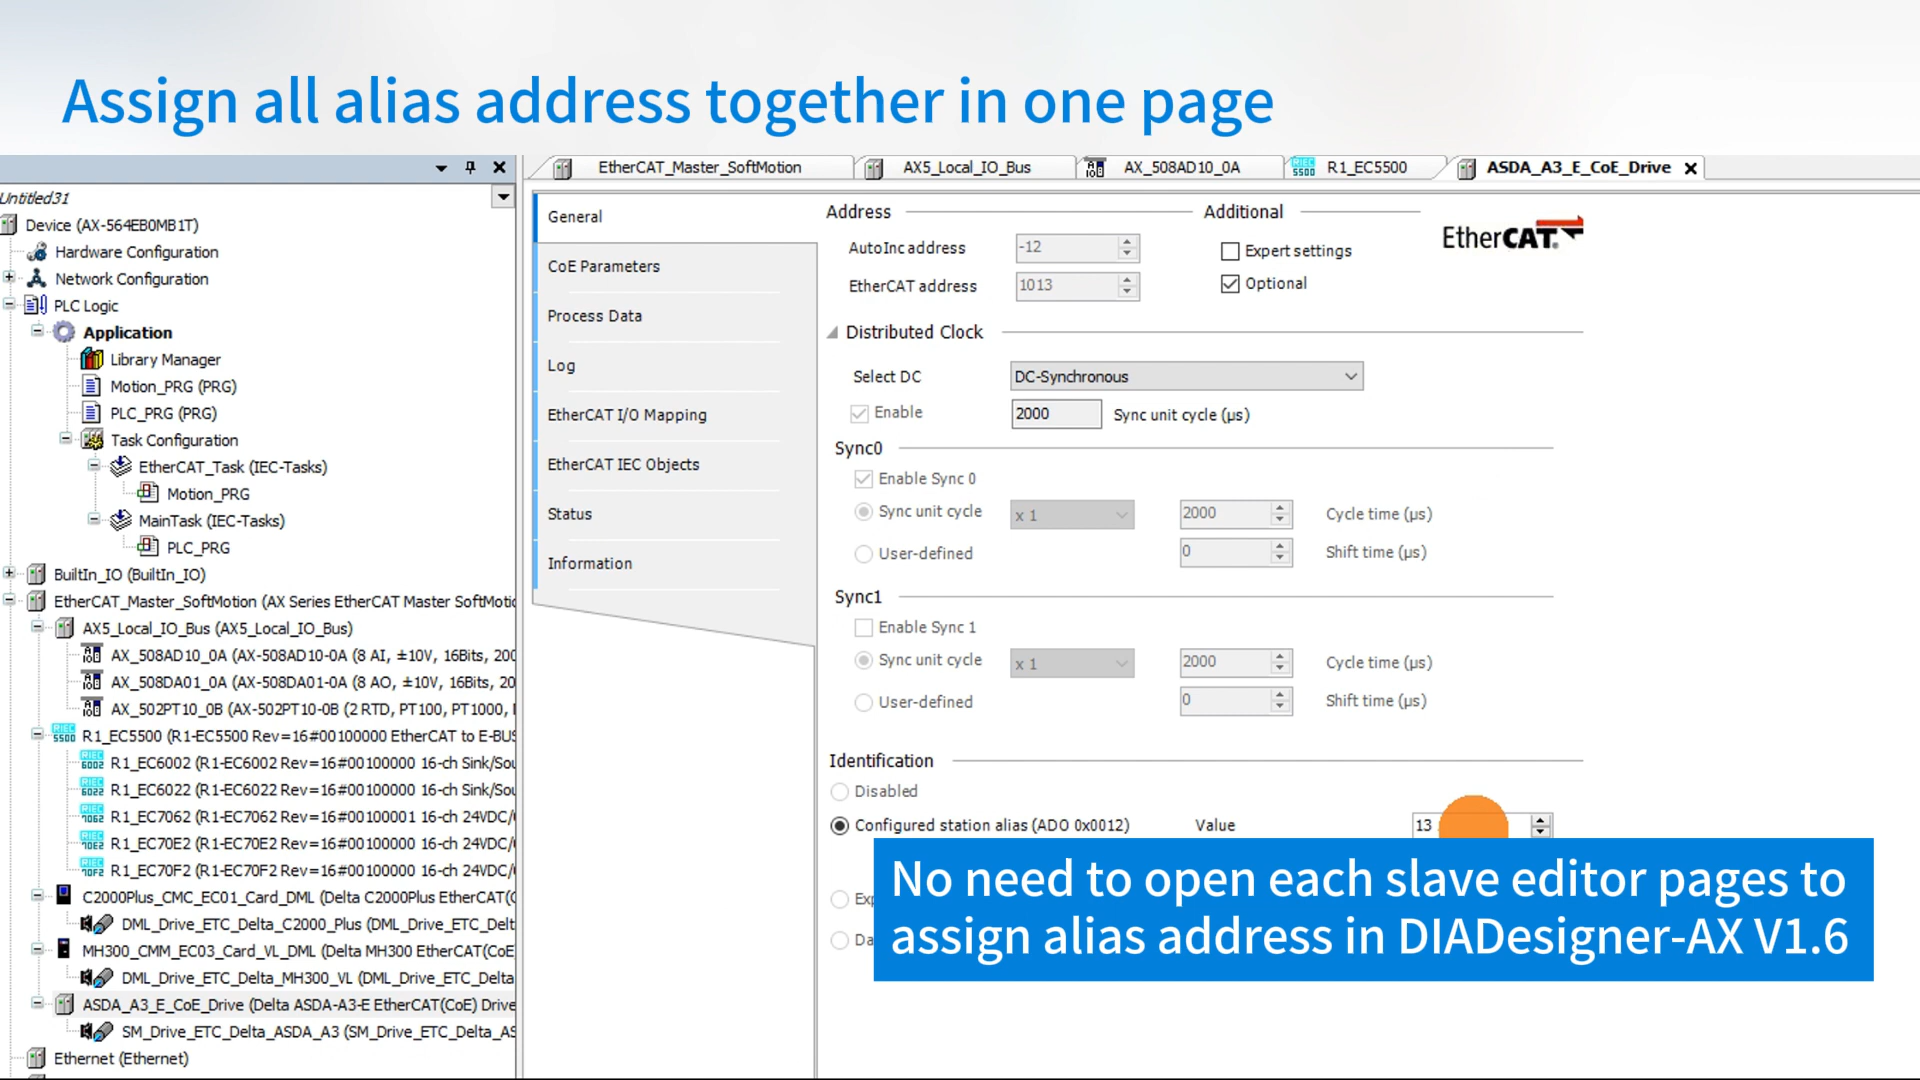 Assign all alias address together in one page
EtherCAT_Master_SoftMotion
AX5_Local_IO_Bus
AX_508AD10_0A
R1_EC5500
ASDA_A3_E_CoE_Drive
Untitled31
Device (AX-564EB0MB1T)
Hardware Configuration
Network Configuration
PLC Logic
Application
Library Manager
Motion_PRG (PRG)
PLC_PRG (PRG)
Task Configuration
EtherCAT_Task (IEC-Tasks)
Motion_PRG
MainTask (IEC-Tasks)
PLC_PRG
BuiltIn_IO (BuiltIn_IO)
EtherCAT_Master_SoftMotion (AX Series EtherCAT Master SoftMotic
AX5_Local_IO_Bus (AX5_Local_IO_Bus)
AX_508AD10_0A (AX-508AD10-0A (8 AI, ±10V, 16Bits, 200
AX_508DA01_0A (AX-508DA01-0A (8 AO, ±10V, 16Bits, 20
AX_502PT10_0B (AX-502PT10-0B (2 RTD, PT100, PT1000,
R1_EC5500 (R1-EC5500 Rev=16#00100000 EtherCAT to E-BUS
R1_EC6002 (R1-EC6002 Rev=16#00100000 16-ch Sink/Sou
R1_EC6022 (R1-EC6022 Rev=16#00100000 16-ch Sink/Sou
R1_EC7062 (R1-EC7062 Rev=16#00100001 16-ch 24VDC/
R1_EC70E2 (R1-EC70E2 Rev=16#00100000 16-ch 24VDC/
R1_EC70F2 (R1-EC70F2 Rev=16#00100000 16-ch 24VDC/
C2000Plus_CMC_EC01_Card_DML (Delta C2000Plus EtherCAT(C
DML_Drive_ETC_Delta_C2000_Plus (DML_Drive_ETC_Delt
MH300_CMM_EC03_Card_VL_DML (Delta MH300 EtherCAT(CoE
DML_Drive_ETC_Delta_MH300_VL (DML_Drive_ETC_Delta
ASDA_A3_E_CoE_Drive (Delta ASDA-A3-E EtherCAT(CoE) Drive
SM_Drive_ETC_Delta_ASDA_A3 (SM_Drive_ETC_Delta_AS
Ethernet (Ethernet)
General
CoE Parameters
Process Data
Log
EtherCAT I/O Mapping
EtherCAT IEC Objects
Status
Information
Address
Additional
EtherCAT
AutoInc address
-12
Expert settings
EtherCAT address
1013
Optional
Distributed Clock
Select DC
DC-Synchronous
Enable
2000
Sync unit cycle (µs)
Sync0
Enable Sync 0
Sync unit cycle
x 1
2000
Cycle time (µs)
User-defined
0
Shift time (µs)
Sync1
Enable Sync 1
Sync unit cycle
x 1
2000
Cycle time (µs)
User-defined
0
Shift time (µs)
Identification
Disabled
Configured station alias (ADO 0x0012)
Value
13
No need to open each slave editor pages to
assign alias address in DIADesigner-AX V1.6